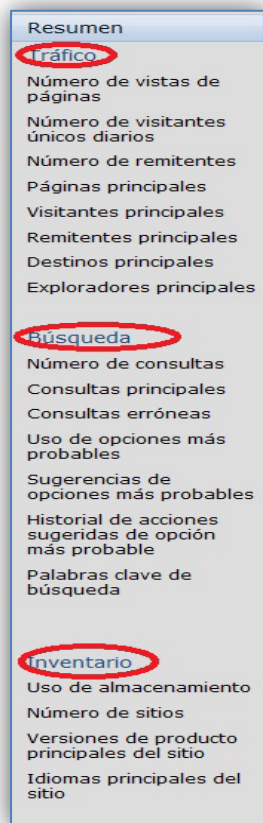 Resumen
Tráfico
Número de vistas de
páginas
Número de visitantes
únicos diarios
Número de remitentes
Páginas principales
Visitantes principales
Remitentes principales
Destinos principales
Exploradores principales
Búsqueda
Número de consultas
Consultas principales
Consultas erróneas
Uso de opciones más
probables
Sugerencias de
opciones más probables
Historial de acciones
sugeridas de opción
más probable
Palabras clave de
búsqueda
Inventario
Uso de almacenamiento
Número de sitios
Versiones de producto
principales del sitio
Idiomas principales del
sitio